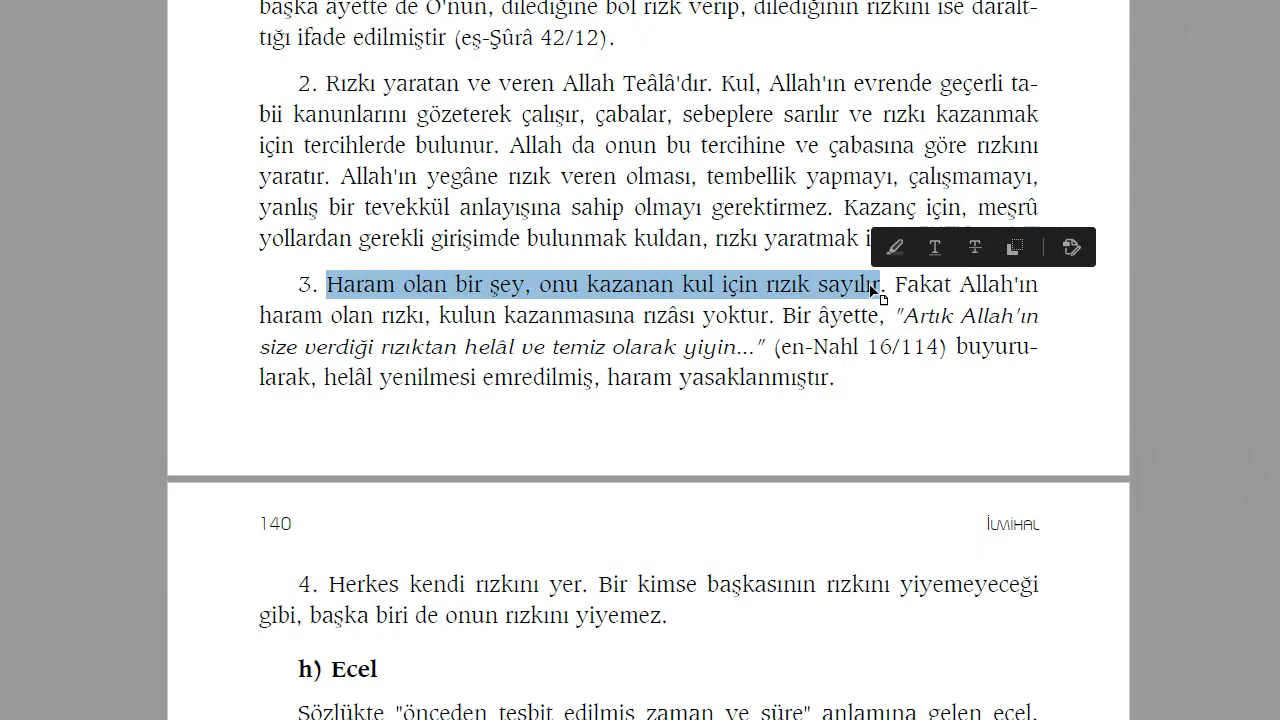 başka âyette de O'nun, dilediğine bol rızk verip, dilediğinin rızkını ise daralt-
tığı ifade edilmiştir (eş-Şûrâ 42/12).
2. Rızkı yaratan ve veren Allah Teâlâ'dır. Kul, Allah'ın evrende geçerli ta-
bii kanunlarını gözeterek çalışır, çabalar, sebeplere sarılır ve rızkı kazanmak
için tercihlerde bulunur. Allah da onun bu tercihine ve çabasına göre rızkını
yaratır. Allah'ın yegâne rızık veren olması, tembellik yapmayı, çalışmamayı,
yanlış bir tevekkül anlayışına sahip olmayı gerektirmez. Kazanç için, meşrû
yollardan gerekli girişimde bulunmak kuldan, rızkı yaratmak
3. Haram olan bir şey, onu kazanan kul için rızık sayılır. Fakat Allah'ın
haram olan rızkı, kulun kazanmasına rızâsı yoktur. Bir âyette, "Artık Allah'ın
size verdiği rızıktan helâl ve temiz olarak yiyin..." (en-Nahl 16/114) buyuru-
larak, helâl yenilmesi emredilmiş, haram yasaklanmıştır.
140 İLMİHAL
4. Herkes kendi rızkını yer. Bir kimse başkasının rızkını yiyemeyeceği
gibi, başka biri de onun rızkını yiyemez.
h) Ecel
Sözlükte "önceden tesbit edilmiş zaman ve süre" anlamına gelen ecel,